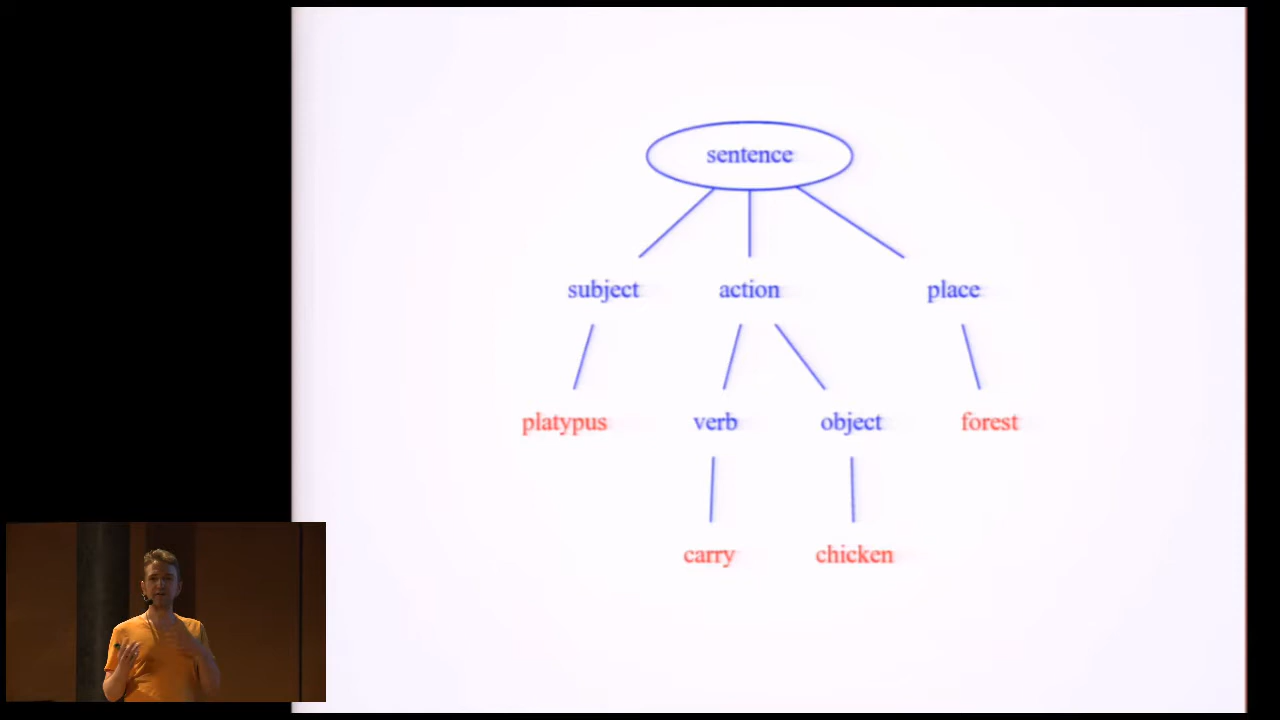 sentence
subject action place
platypus verb object forest
carry chicken